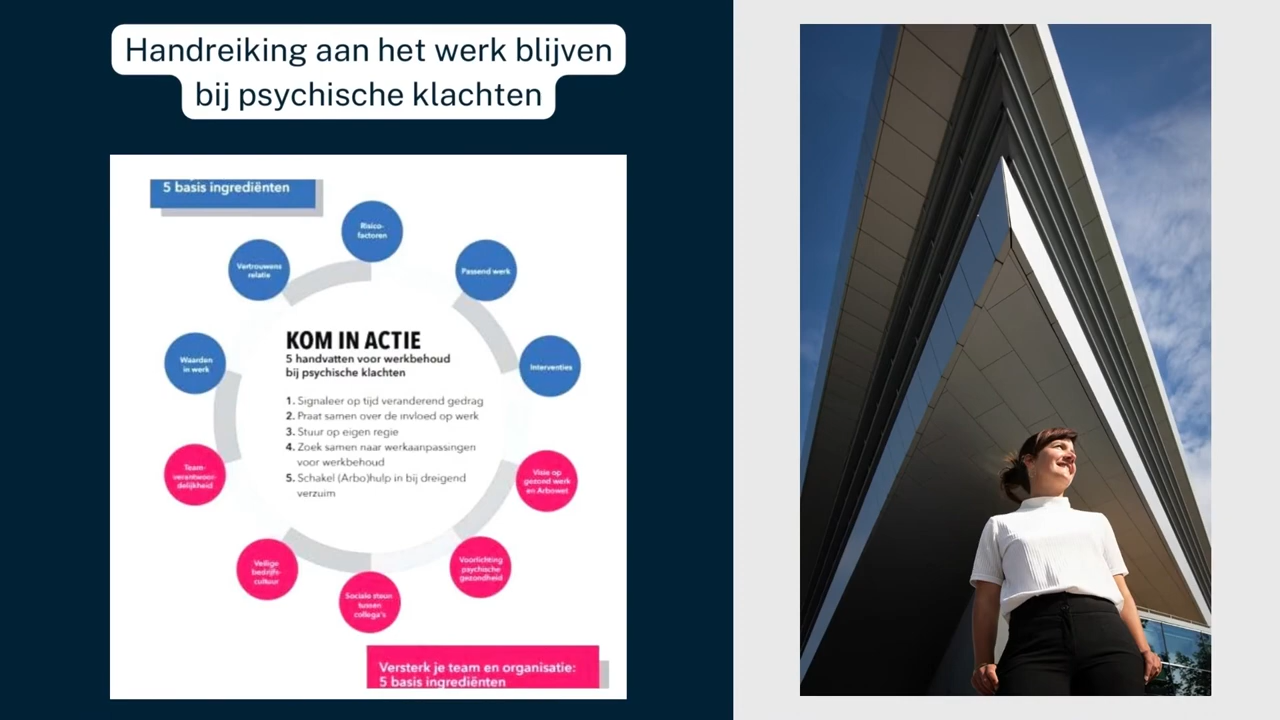 Handreiking aan het werk blijven
bij psychische klachten
5 basis ingrediënten
Risico-
factoren
Vertrouwens
relatie
Passend werk
Waarden
in werk
Interventies
KOM IN ACTIE
5 handvatten voor werkbehoud
bij psychische klachten
1. Signaleer op tijd veranderend gedrag
2. Praat samen over de invloed op werk
3. Stuur op eigen regie
4. Zoek samen naar werkaanpassingen
voor werkbehoud
5. Schakel (Arbo)hulp in bij dreigend
verzuim
Team-
verantwoor-
delijkheid
Visie op
gezond werk
en Arbowet
Veilige
bedrijfs-
cultuur
Voorlichting
psychische
gezondheid
Sociale steun
tussen
collega's
Versterk je team en organisatie:
5 basis ingrediënten